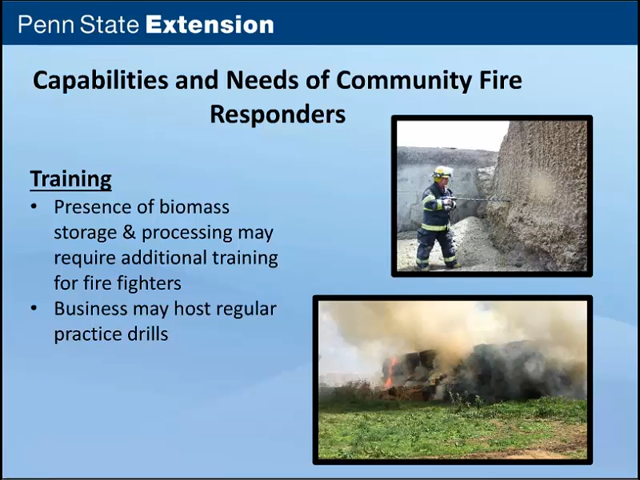 Penn State Extension
Capabilities and Needs of Community Fire
Responders
Training
• Presence of biomass
storage & processing may
require additional training
for fire fighters
• Business may host regular
practice drills